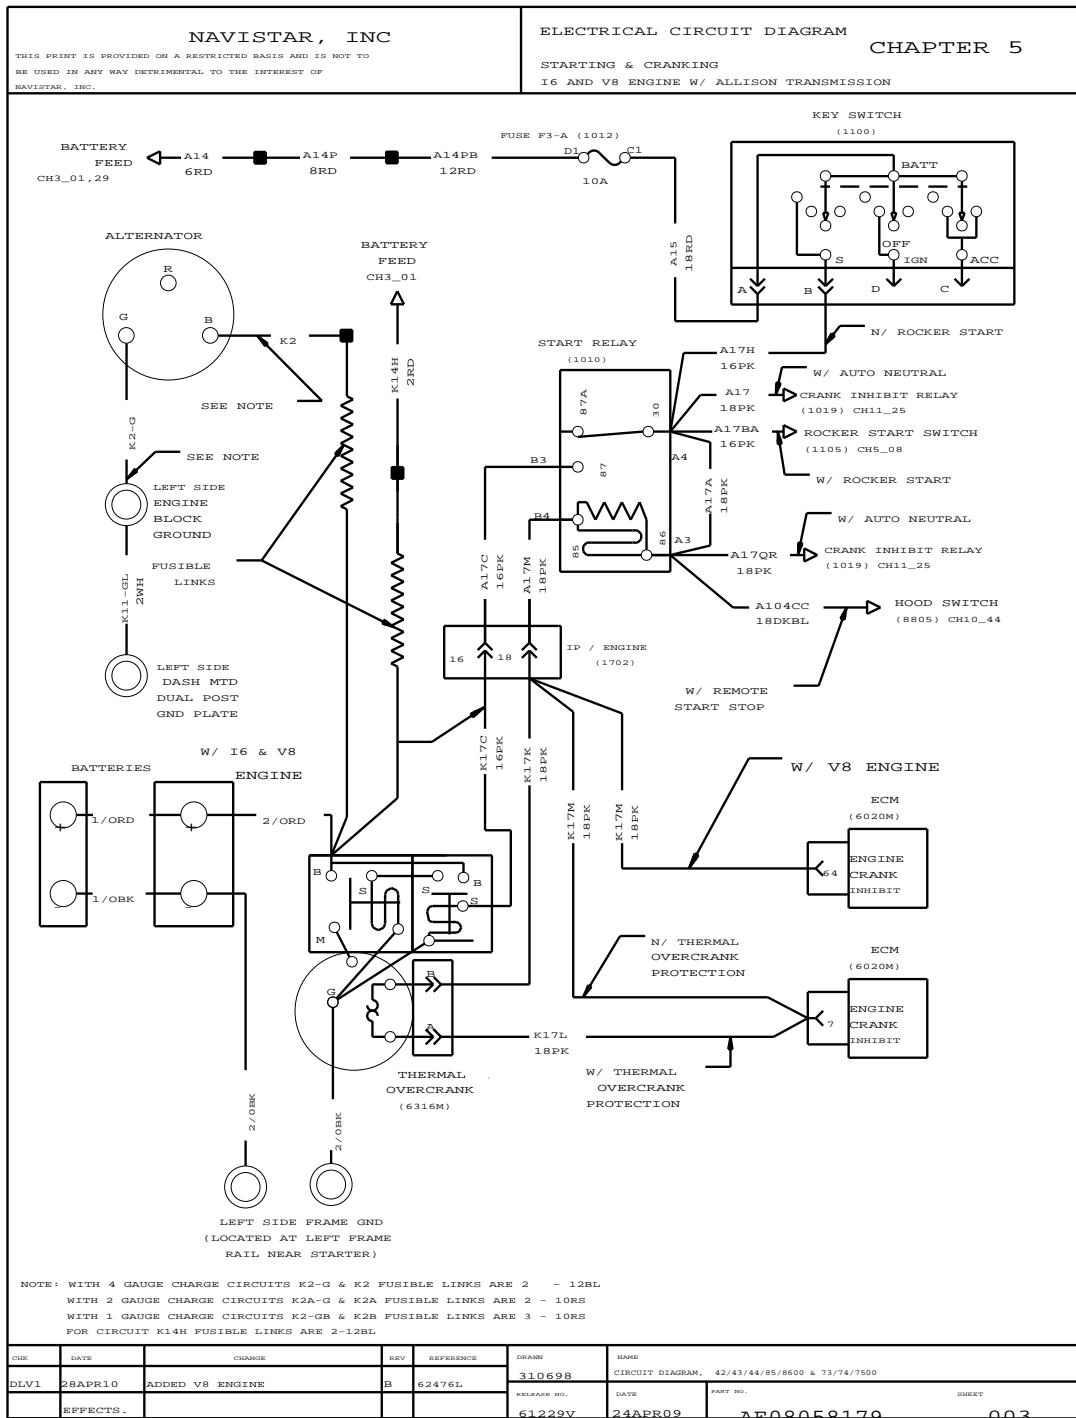 NAVISTAR, INC
THIS PRINT IS PROVIDED ON A RESTRICTED BASIS AND IS NOT TO
BE USED IN ANY WAY DETRIMENTAL TO THE INTEREST OF
NAVISTAR, INC.
ELECTRICAL CIRCUIT DIAGRAM
CHAPTER 5
STARTING & CRANKING
I6 AND V8 ENGINE W/ ALLISON TRANSMISSION
KEY SWITCH
(1100)
BATT
OFF
S
IGN
ACC
A
B
D
C
BATTERY
FEED
CH3_01,29
A14
6RD
A14P
8RD
A14PB
12RD
FUSE F3-A (1012)
D1
C1
10A
A15
18RD
ALTERNATOR
R
G
B
K2
SEE NOTE
BATTERY
FEED
CH3_01
K14H
2RD
K2-G
SEE NOTE
LEFT SIDE
ENGINE
BLOCK
GROUND
FUSIBLE
LINKS
K11-GL
2WH
LEFT SIDE
DASH MTD
DUAL POST
GND PLATE
START RELAY
(1010)
87A
30
87
85
86
B3
B4
A4
A3
A17H
16PK
N/ ROCKER START
W/ AUTO NEUTRAL
A17
18PK
CRANK INHIBIT RELAY
(1019) CH11_25
A17BA
16PK
ROCKER START SWITCH
(1105) CH5_08
W/ ROCKER START
A17A
18PK
W/ AUTO NEUTRAL
A17QR
18PK
CRANK INHIBIT RELAY
(1019) CH11_25
A104CC
18DKBL
HOOD SWITCH
(8805) CH10_44
W/ REMOTE
START STOP
A17C
16PK
A17M
18PK
16
18
IP / ENGINE
(1702)
K17C
16PK
K17K
18PK
K17M
18PK
K17M
18PK
W/ I6 & V8
ENGINE
BATTERIES
+
+
-
-
1/ORD
2/ORD
1/OBK
B
S
S
B
S
M
G
B
A
W/ V8 ENGINE
ECM
(6020M)
64
ENGINE
CRANK
INHIBIT
N/ THERMAL
OVERCRANK
PROTECTION
ECM
(6020M)
7
ENGINE
CRANK
INHIBIT
K17L
18PK
W/ THERMAL
OVERCRANK
PROTECTION
THERMAL
OVERCRANK
(6316M)
2/OBK
2/OBK
LEFT SIDE FRAME GND
(LOCATED AT LEFT FRAME
RAIL NEAR STARTER)
NOTE: WITH 4 GAUGE CHARGE CIRCUITS K2-G & K2 FUSIBLE LINKS ARE 2 - 12BL
WITH 2 GAUGE CHARGE CIRCUITS K2A-G & K2A FUSIBLE LINKS ARE 2 - 10RS
WITH 1 GAUGE CHARGE CIRCUITS K2-GB & K2B FUSIBLE LINKS ARE 3 - 10RS
FOR CIRCUIT K14H FUSIBLE LINKS ARE 2-12BL
CHK DATE CHANGE REV REFERENCE DRAWN NAME
DLV1 28APR10 ADDED V8 ENGINE B 62476L 310698 CIRCUIT DIAGRAM, 42/43/44/85/8600 & 73/74/7500
EFFECTS.
RELEASE NO. DATE PART NO. SHEET
61229V 24APR09 AE08058179 003